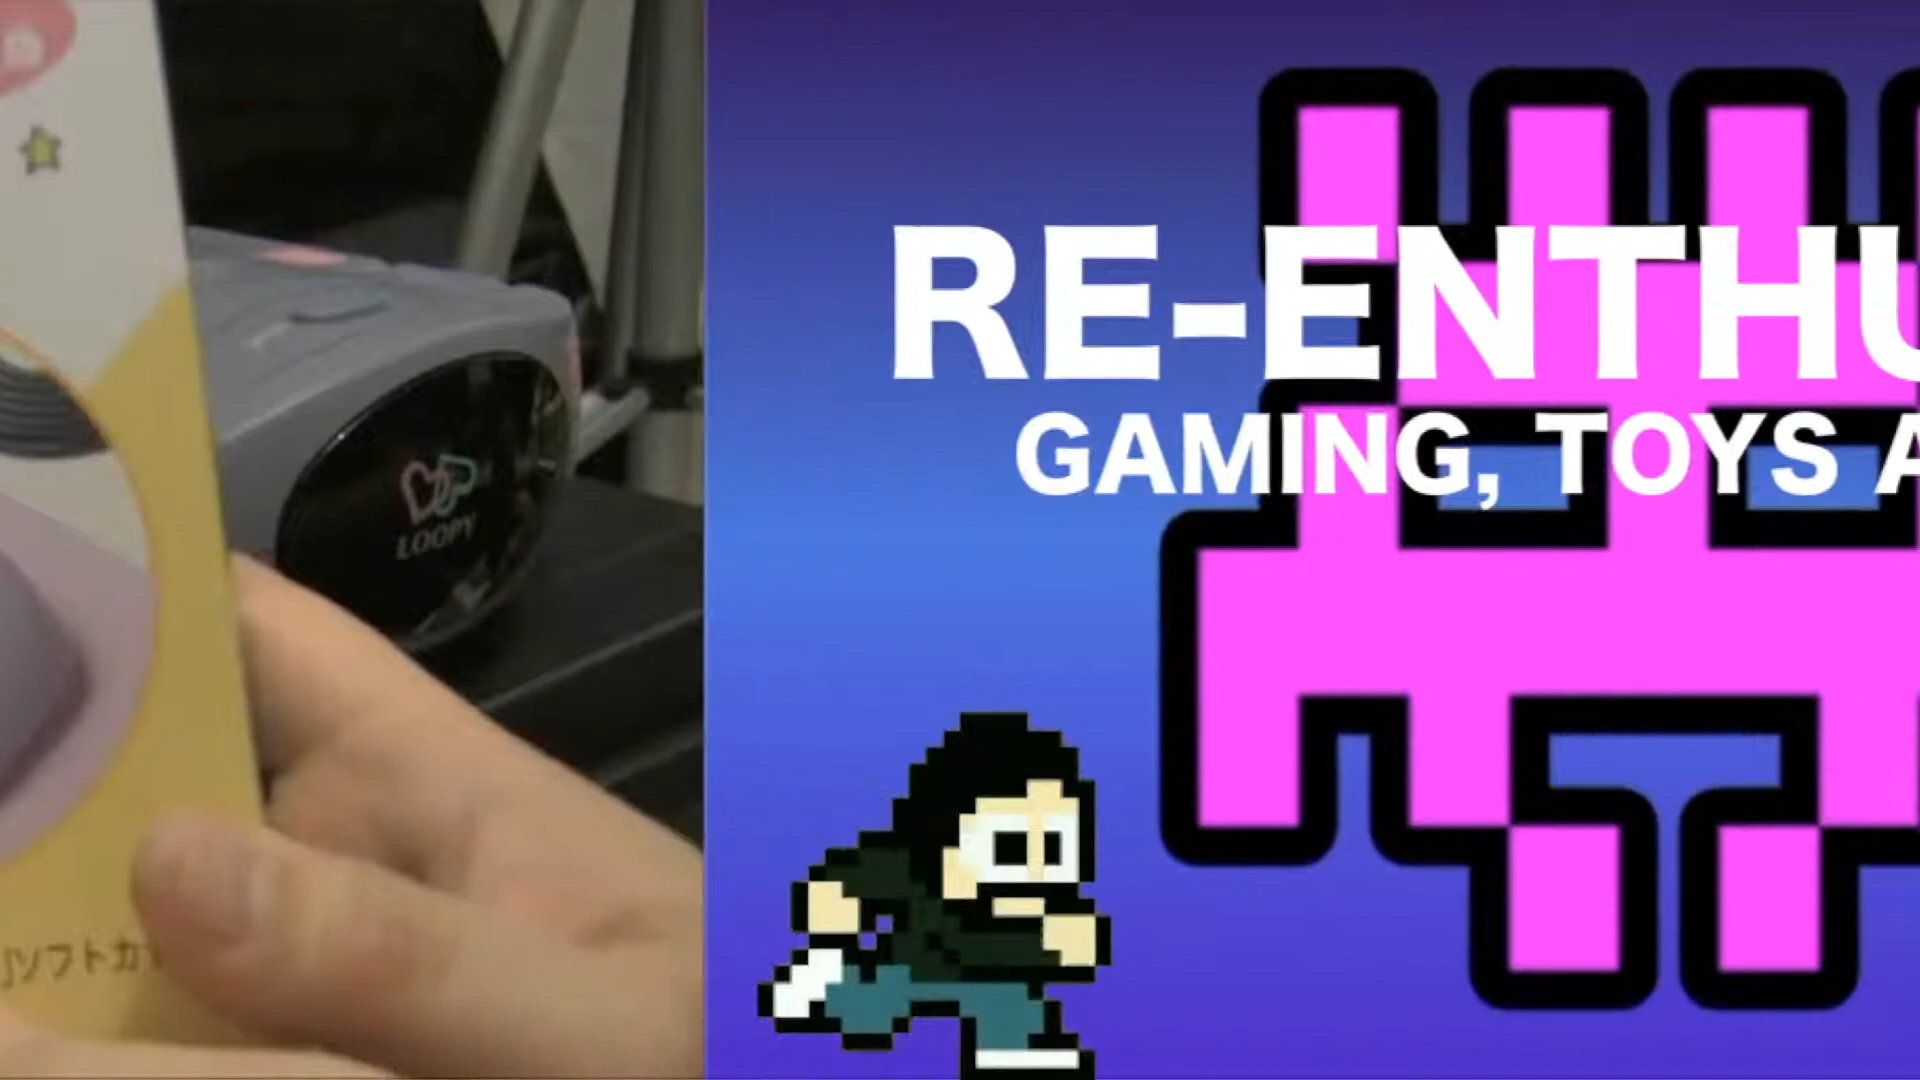 LOOPY
ソフトカ
RE-ENTHU
GAMING, TOYS A